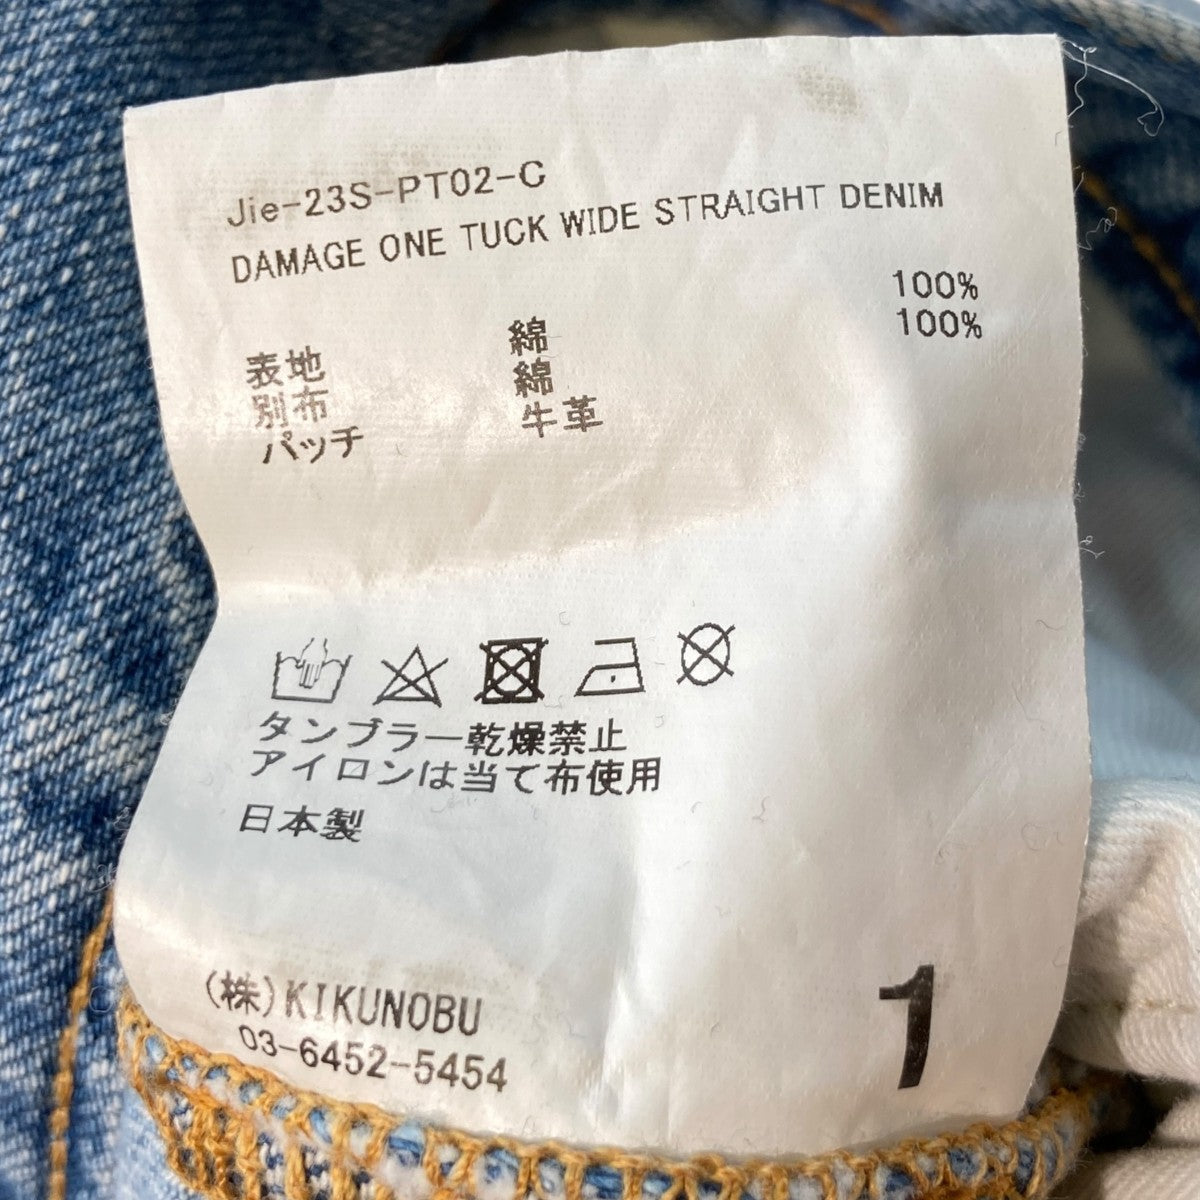 Jie-23S-PT02-C
DAMAGE ONE TUCK WIDE STRAIGHT DENIM
表地 綿 100%
別布 綿 100%
パッチ 牛革
タンブラー乾燥禁止
アイロンは当て布使用
日本製
(株)KIKUNOBU
03-6452-5454
1